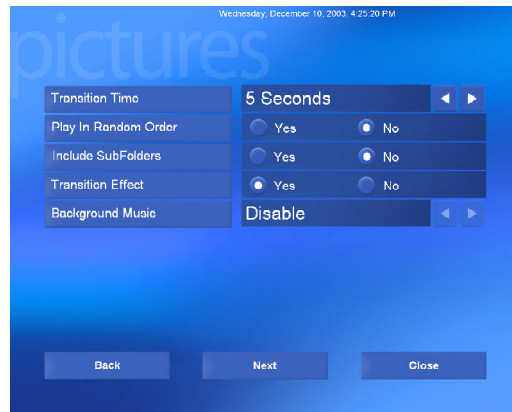 Wednesday, December 10, 2003, 4:25:20 PM
pictures
Transition Time 5 Seconds
Play In Random Order Yes No
Include SubFolders Yes No
Transition Effect Yes No
Background Music Disable
Back Next Close